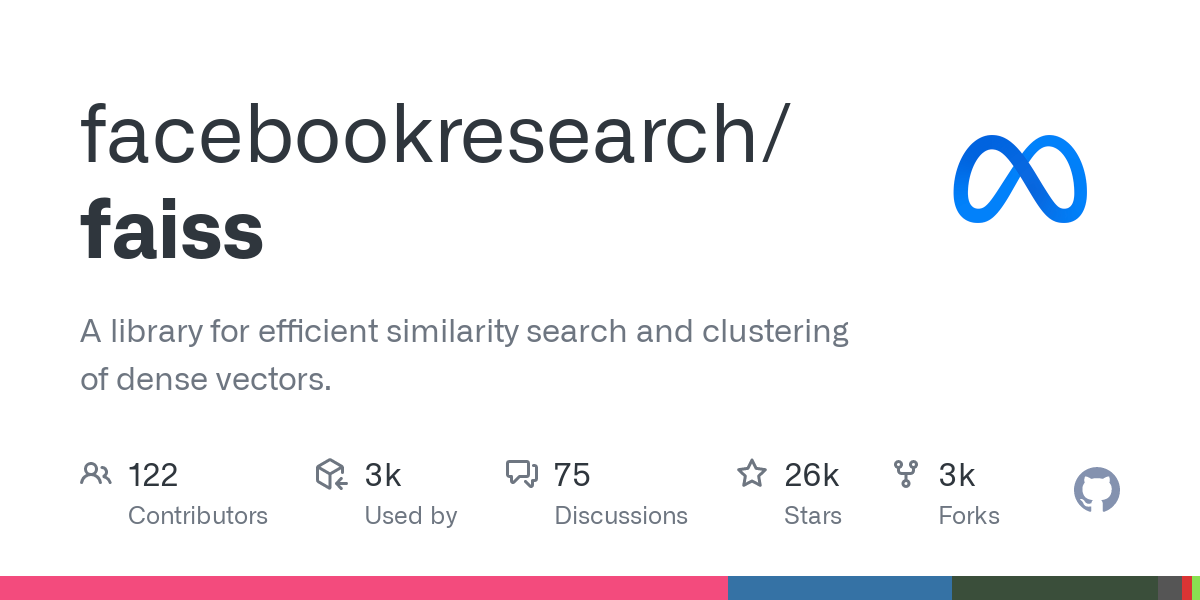 facebookresearch/
faiss
A library for efficient similarity search and clustering
of dense vectors.
122 3k 75 26k 3k
Contributors Used by Discussions Stars Forks